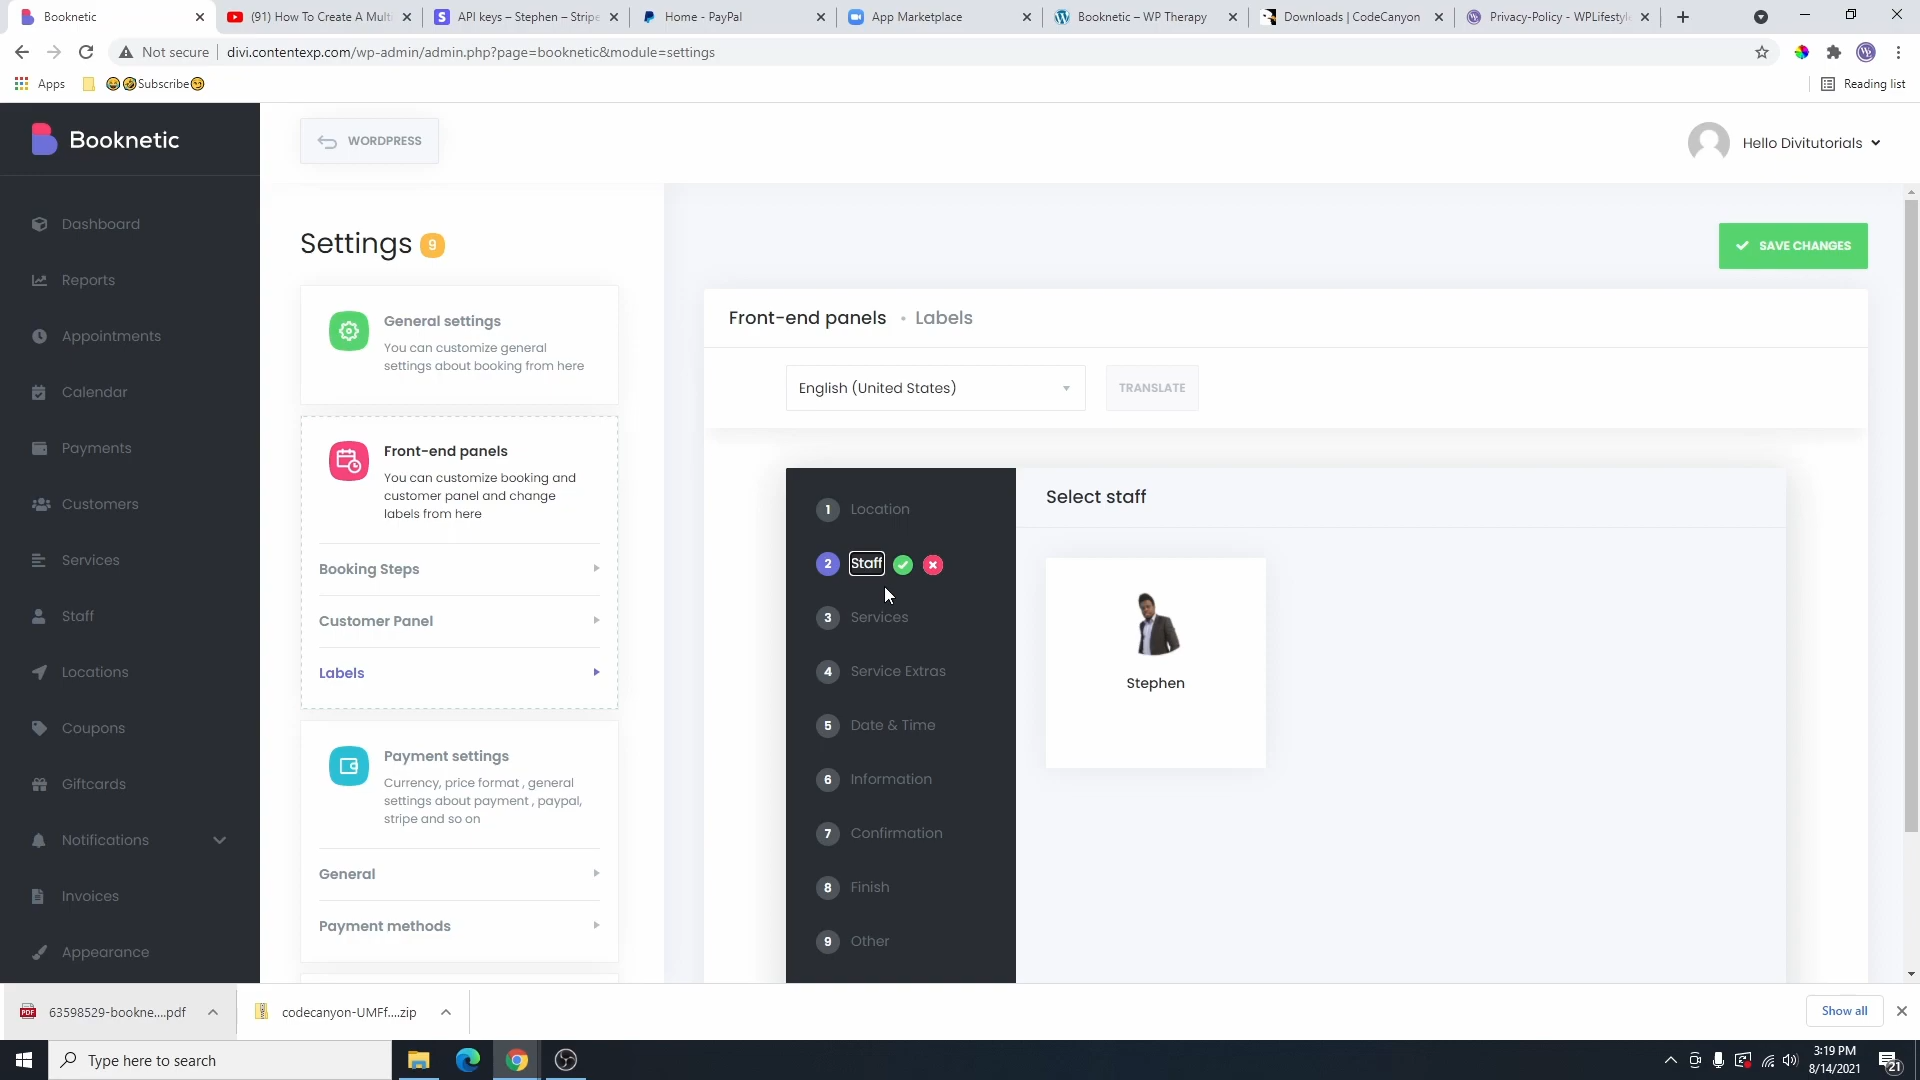 Booknetic
(91) How To Create A Multi
API keys – Stephen – Stripe
Home - PayPal
App Marketplace
Booknetic – WP Therapy
Downloads | CodeCanyon
Privacy-Policy - WPLifestyle
Not secure
divi.contentexp.com/wp-admin/admin.php?page=booknetic&module=settings
Apps
Subscribe
Reading list
Booknetic
WORDPRESS
Hello Divitutorials
Dashboard
Reports
Appointments
Calendar
Payments
Customers
Services
Staff
Locations
Coupons
Giftcards
Notifications
Invoices
Appearance
Settings 9
General settings
You can customize general
settings about booking from here
Front-end panels
You can customize booking and
customer panel and change
labels from here
Booking Steps
Customer Panel
Labels
Payment settings
Currency, price format , general
settings about payment , paypal,
stripe and so on
General
Payment methods
SAVE CHANGES
Front-end panels • Labels
English (United States)
TRANSLATE
1 Location
2 Staff
3 Services
4 Service Extras
5 Date & Time
6 Information
7 Confirmation
8 Finish
9 Other
Select staff
Stephen
63598529-bookne....pdf
codecanyon-UMFf....zip
Show all
Type here to search
3:19 PM
8/14/2021
21